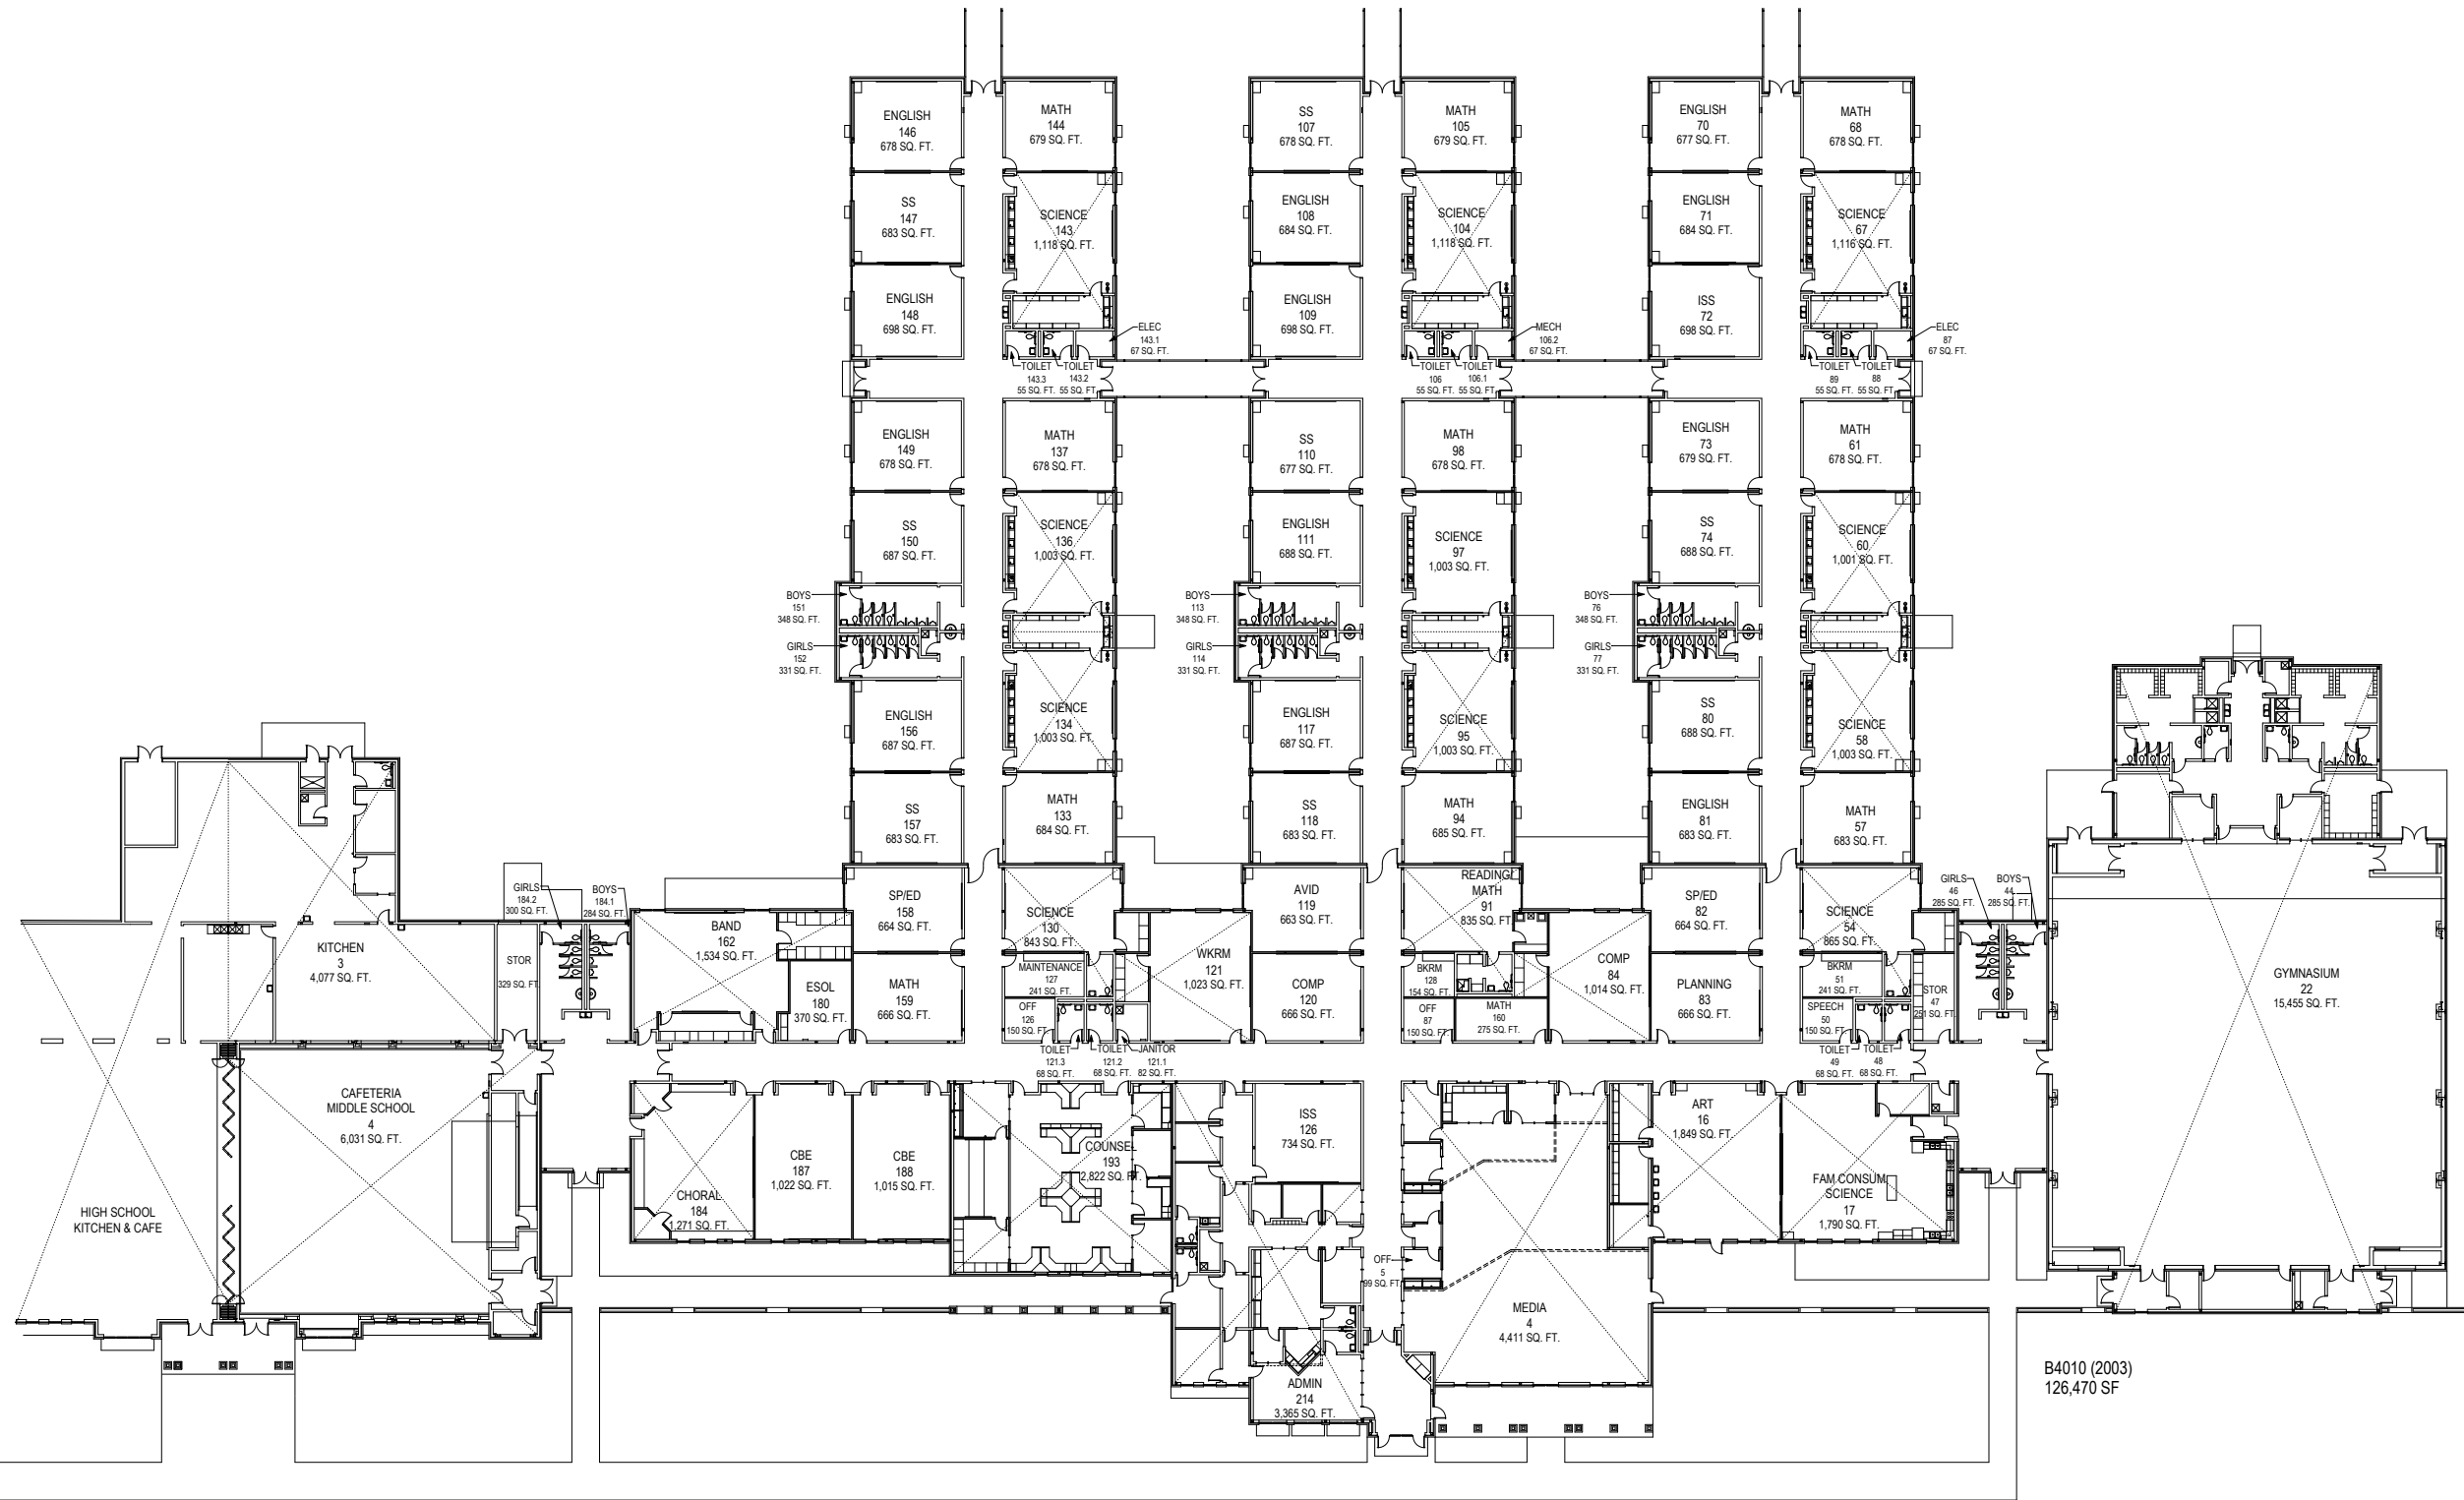 ENGLISH
146
678 SQ. FT.
MATH
144
679 SQ. FT.
SS
107
678 SQ. FT.
MATH
105
679 SQ. FT.
ENGLISH
70
677 SQ. FT.
MATH
68
678 SQ. FT.
SS
147
683 SQ. FT.
SCIENCE
143
1,118 SQ. FT.
ENGLISH
108
684 SQ. FT.
SCIENCE
104
1,118 SQ. FT.
ENGLISH
71
684 SQ. FT.
SCIENCE
67
1,116 SQ. FT.
ENGLISH
148
698 SQ. FT.
ELEC
143.1
67 SQ. FT.
ENGLISH
109
698 SQ. FT.
MECH
106.2
67 SQ. FT.
ISS
72
698 SQ. FT.
ELEC
87
67 SQ. FT.
TOILET
143.3
55 SQ. FT.
TOILET
143.2
55 SQ. FT.
TOILET
106
55 SQ. FT.
TOILET
106.1
55 SQ. FT.
TOILET
89
55 SQ. FT.
TOILET
88
55 SQ. FT.
ENGLISH
149
678 SQ. FT.
MATH
137
678 SQ. FT.
SS
110
677 SQ. FT.
MATH
98
678 SQ. FT.
ENGLISH
73
679 SQ. FT.
MATH
61
678 SQ. FT.
SS
150
687 SQ. FT.
SCIENCE
136
1,003 SQ. FT.
ENGLISH
111
688 SQ. FT.
SCIENCE
97
1,003 SQ. FT.
SS
74
688 SQ. FT.
SCIENCE
60
1,001 SQ. FT.
BOYS
151
348 SQ. FT.
BOYS
113
348 SQ. FT.
BOYS
76
348 SQ. FT.
GIRLS
152
331 SQ. FT.
GIRLS
114
331 SQ. FT.
GIRLS
77
331 SQ. FT.
ENGLISH
156
687 SQ. FT.
SCIENCE
134
1,003 SQ. FT.
ENGLISH
117
687 SQ. FT.
SCIENCE
95
1,003 SQ. FT.
SS
80
688 SQ. FT.
SCIENCE
58
1,003 SQ. FT.
SS
157
683 SQ. FT.
MATH
133
684 SQ. FT.
SS
118
683 SQ. FT.
MATH
94
685 SQ. FT.
ENGLISH
81
683 SQ. FT.
MATH
57
683 SQ. FT.
GIRLS
184.2
300 SQ. FT.
BOYS
184.1
284 SQ. FT.
SP/ED
158
664 SQ. FT.
SCIENCE
130
843 SQ. FT.
AVID
119
663 SQ. FT.
READING/
MATH
91
835 SQ. FT.
SP/ED
82
664 SQ. FT.
SCIENCE
54
865 SQ. FT.
GIRLS
46
285 SQ. FT.
BOYS
44
285 SQ. FT.
KITCHEN
3
4,077 SQ. FT.
STOR
329 SQ. FT.
BAND
162
1,534 SQ. FT.
ESOL
180
370 SQ. FT.
MATH
159
666 SQ. FT.
MAINTENANCE
127
241 SQ. FT.
OFF
126
150 SQ. FT.
WKRM
121
1,023 SQ. FT.
COMP
120
666 SQ. FT.
BKRM
128
154 SQ. FT.
OFF
87
150 SQ. FT.
MATH
160
275 SQ. FT.
COMP
84
1,014 SQ. FT.
PLANNING
83
666 SQ. FT.
BKRM
51
241 SQ. FT.
SPEECH
50
150 SQ. FT.
STOR
47
251 SQ. FT.
GYMNASIUM
22
15,455 SQ. FT.
TOILET
121.3
68 SQ. FT.
TOILET
121.2
68 SQ. FT.
JANITOR
121.1
82 SQ. FT.
TOILET
49
68 SQ. FT.
TOILET
48
68 SQ. FT.
CAFETERIA
MIDDLE SCHOOL
4
6,031 SQ. FT.
HIGH SCHOOL
KITCHEN & CAFE
CHORAL
184
1,271 SQ. FT.
CBE
187
1,022 SQ. FT.
CBE
188
1,015 SQ. FT.
COUNSEL
193
2,822 SQ. FT.
ISS
126
734 SQ. FT.
ART
16
1,849 SQ. FT.
FAM CONSUM
SCIENCE
17
1,790 SQ. FT.
OFF
5
99 SQ. FT.
MEDIA
4
4,411 SQ. FT.
ADMIN
214
3,365 SQ. FT.
B4010 (2003)
126,470 SF